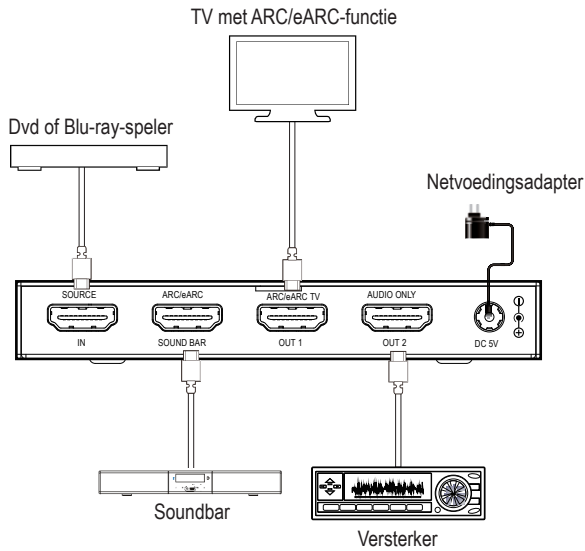 TV met ARC/eARC-functie
Dvd of Blu-ray-speler
Netvoedingsadapter
SOURCE
ARC/eARC
ARC/eARC TV
AUDIO ONLY
IN
SOUND BAR
OUT 1
OUT 2
DC 5V
Soundbar
Versterker